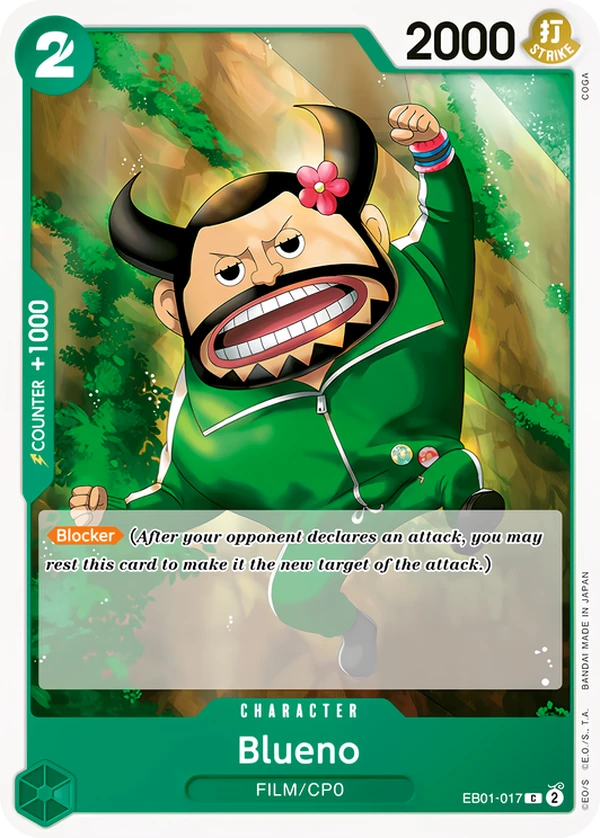 2
2000
打
STRIKE
COGA
COUNTER +1000
Blocker (After your opponent declares an attack, you may
rest this card to make it the new target of the attack.)
CHARACTER
Blueno
FILM/CP0
EB01-017 C 2
©EO/S ©E.O./S., T.A. BANDAI MADE IN JAPAN